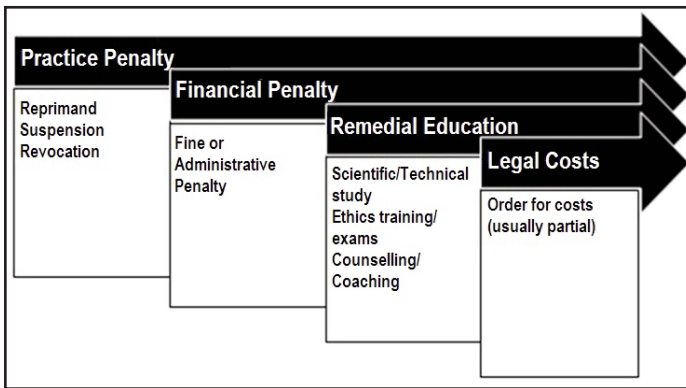 Practice Penalty
Reprimand
Suspension
Revocation
Financial Penalty
Fine or
Administrative
Penalty
Remedial Education
Scientific/Technical
study
Ethics training/
exams
Counselling/
Coaching
Legal Costs
Order for costs
(usually partial)